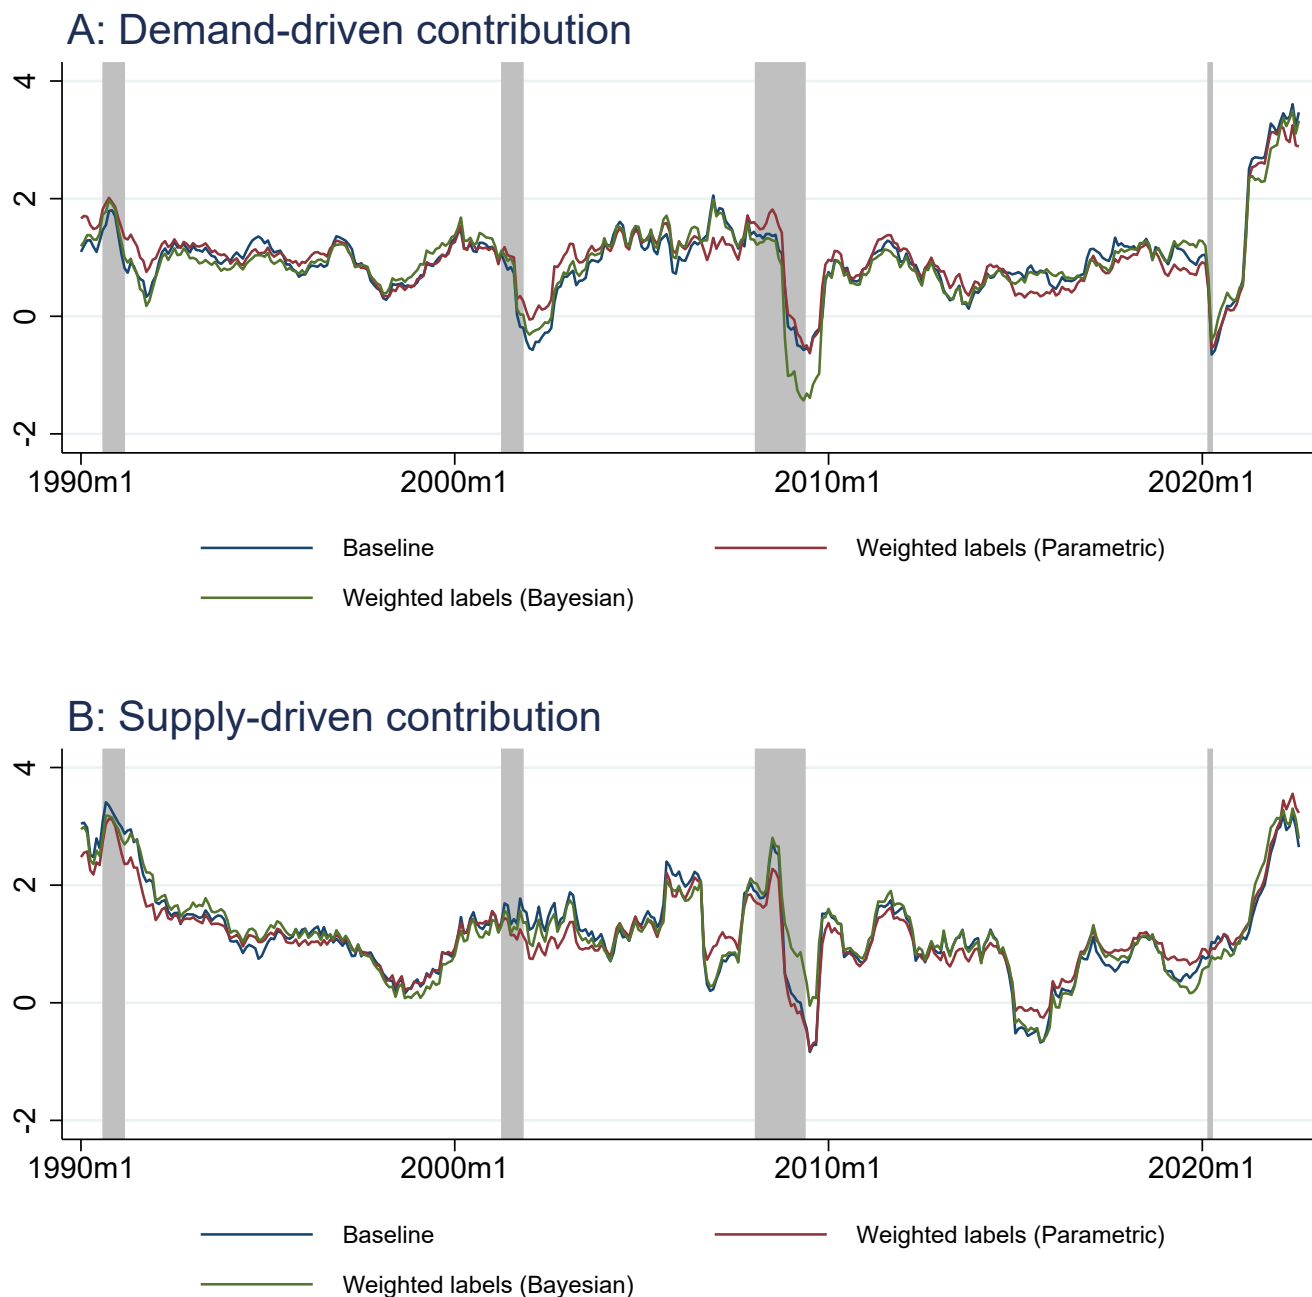 A: Demand-driven contribution
4
2
0
-2
1990m1 2000m1 2010m1 2020m1
Baseline Weighted labels (Parametric)
Weighted labels (Bayesian)
B: Supply-driven contribution
4
2
0
-2
1990m1 2000m1 2010m1 2020m1
Baseline Weighted labels (Parametric)
Weighted labels (Bayesian)